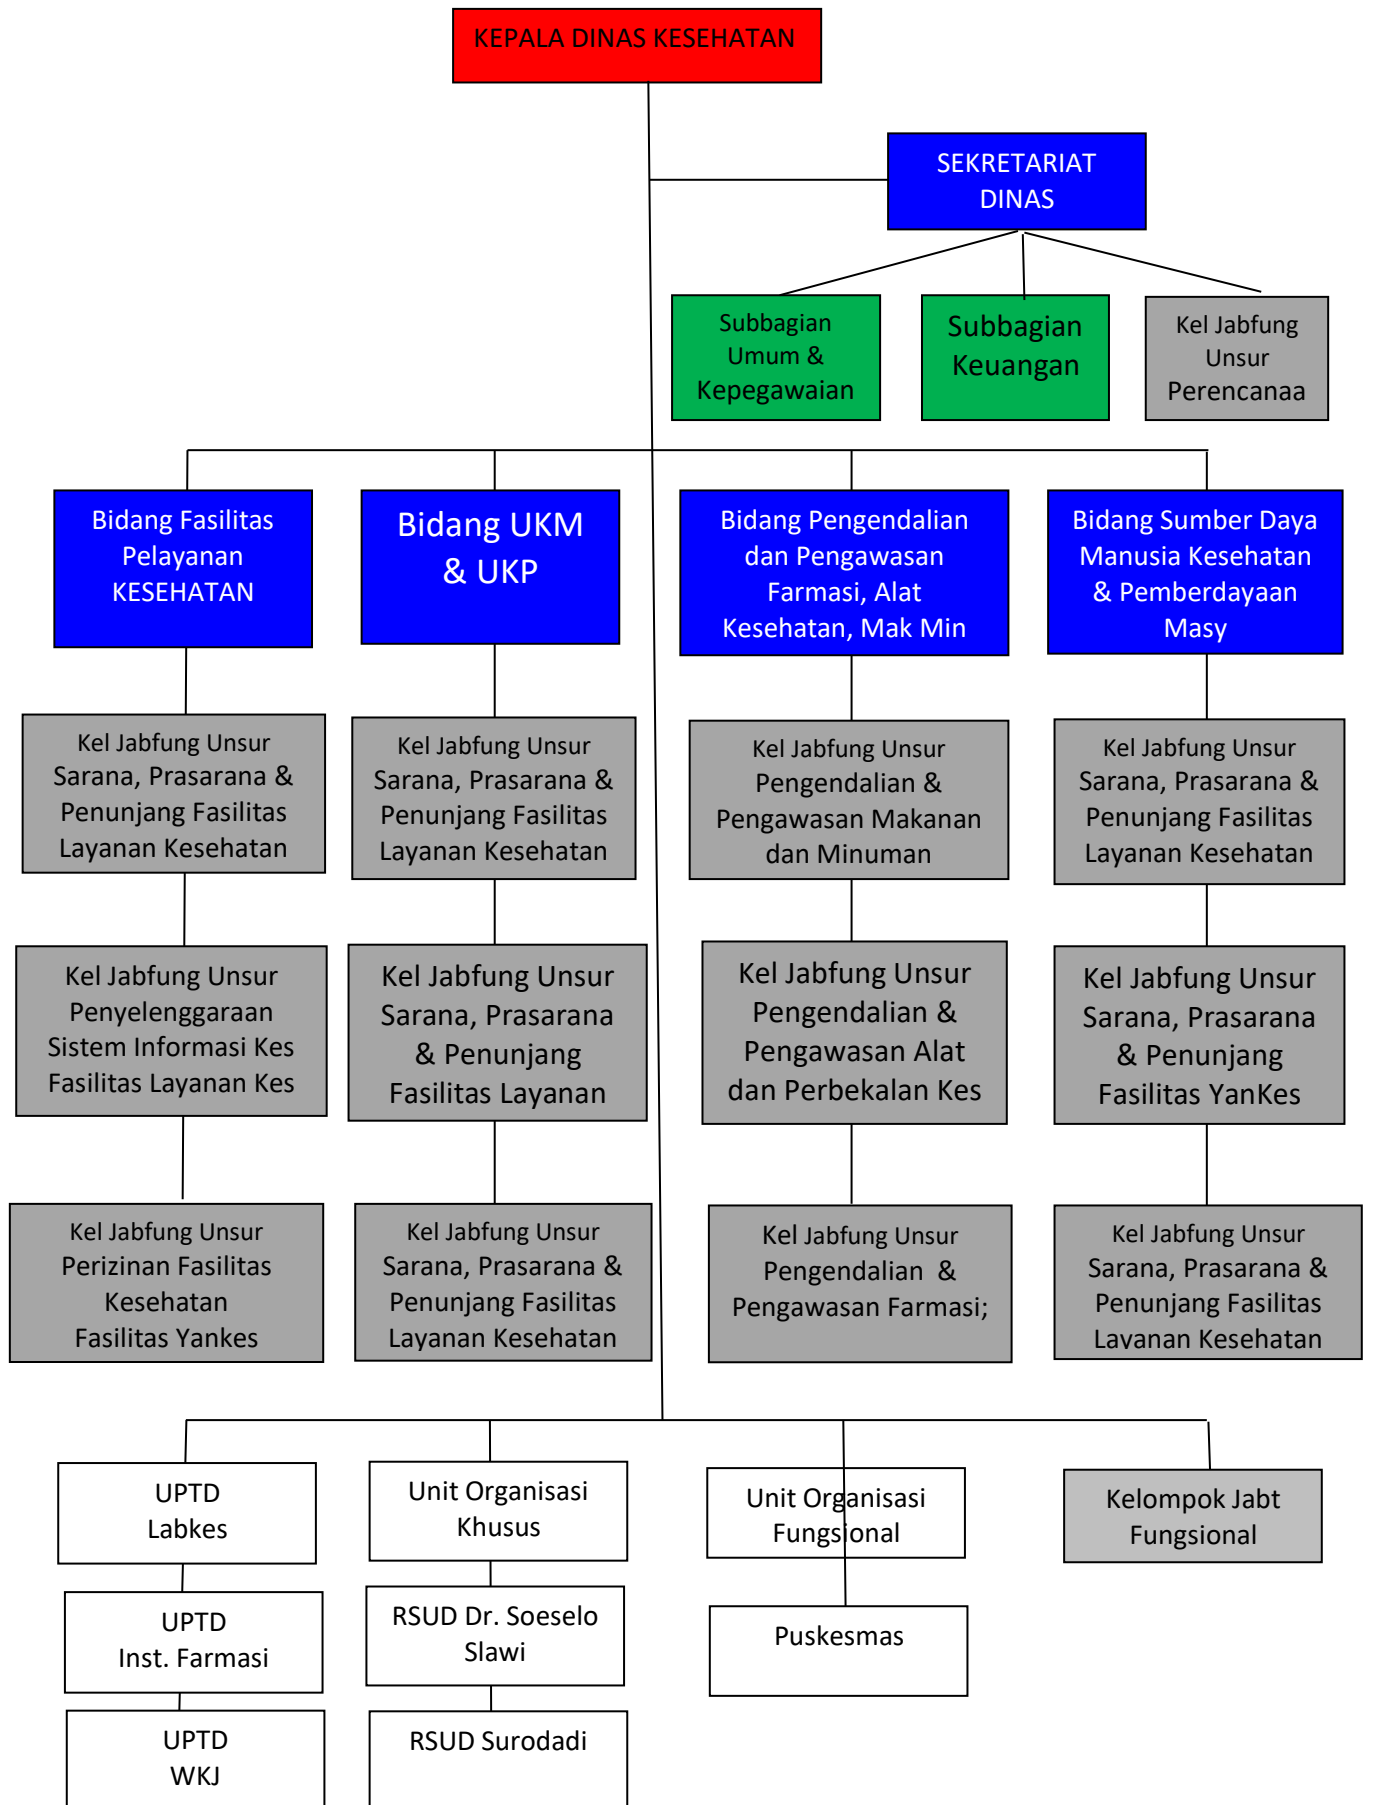 KEPALA DINAS KESEHATAN
SEKRETARIAT
DINAS
Subbagian
Umum &
Kepegawaian
Subbagian
Keuangan
Kel Jabfung
Unsur
Perencanaa
Bidang Fasilitas
Pelayanan
KESEHATAN
Bidang UKM
& UKP
Bidang Pengendalian
dan Pengawasan
Farmasi, Alat
Kesehatan, Mak Min
Bidang Sumber Daya
Manusia Kesehatan
& Pemberdayaan
Masy
Kel Jabfung Unsur
Sarana, Prasarana &
Penunjang Fasilitas
Layanan Kesehatan
Kel Jabfung Unsur
Sarana, Prasarana &
Penunjang Fasilitas
Layanan Kesehatan
Kel Jabfung Unsur
Pengendalian &
Pengawasan Makanan
dan Minuman
Kel Jabfung Unsur
Sarana, Prasarana &
Penunjang Fasilitas
Layanan Kesehatan
Kel Jabfung Unsur
Penyelenggaraan
Sistem Informasi Kes
Fasilitas Layanan Kes
Kel Jabfung Unsur
Sarana, Prasarana
& Penunjang
Fasilitas Layanan
Kel Jabfung Unsur
Pengendalian &
Pengawasan Alat
dan Perbekalan Kes
Kel Jabfung Unsur
Sarana, Prasarana
& Penunjang
Fasilitas YanKes
Kel Jabfung Unsur
Perizinan Fasilitas
Kesehatan
Fasilitas Yankes
Kel Jabfung Unsur
Sarana, Prasarana &
Penunjang Fasilitas
Layanan Kesehatan
Kel Jabfung Unsur
Pengendalian  &
Pengawasan Farmasi;
Kel Jabfung Unsur
Sarana, Prasarana &
Penunjang Fasilitas
Layanan Kesehatan
UPTD
Labkes
Unit Organisasi
Khusus
Unit Organisasi
Fungsional
Kelompok Jabt
Fungsional
UPTD
Inst. Farmasi
RSUD Dr. Soeselo
Slawi
Puskesmas
UPTD
WKJ
RSUD Surodadi